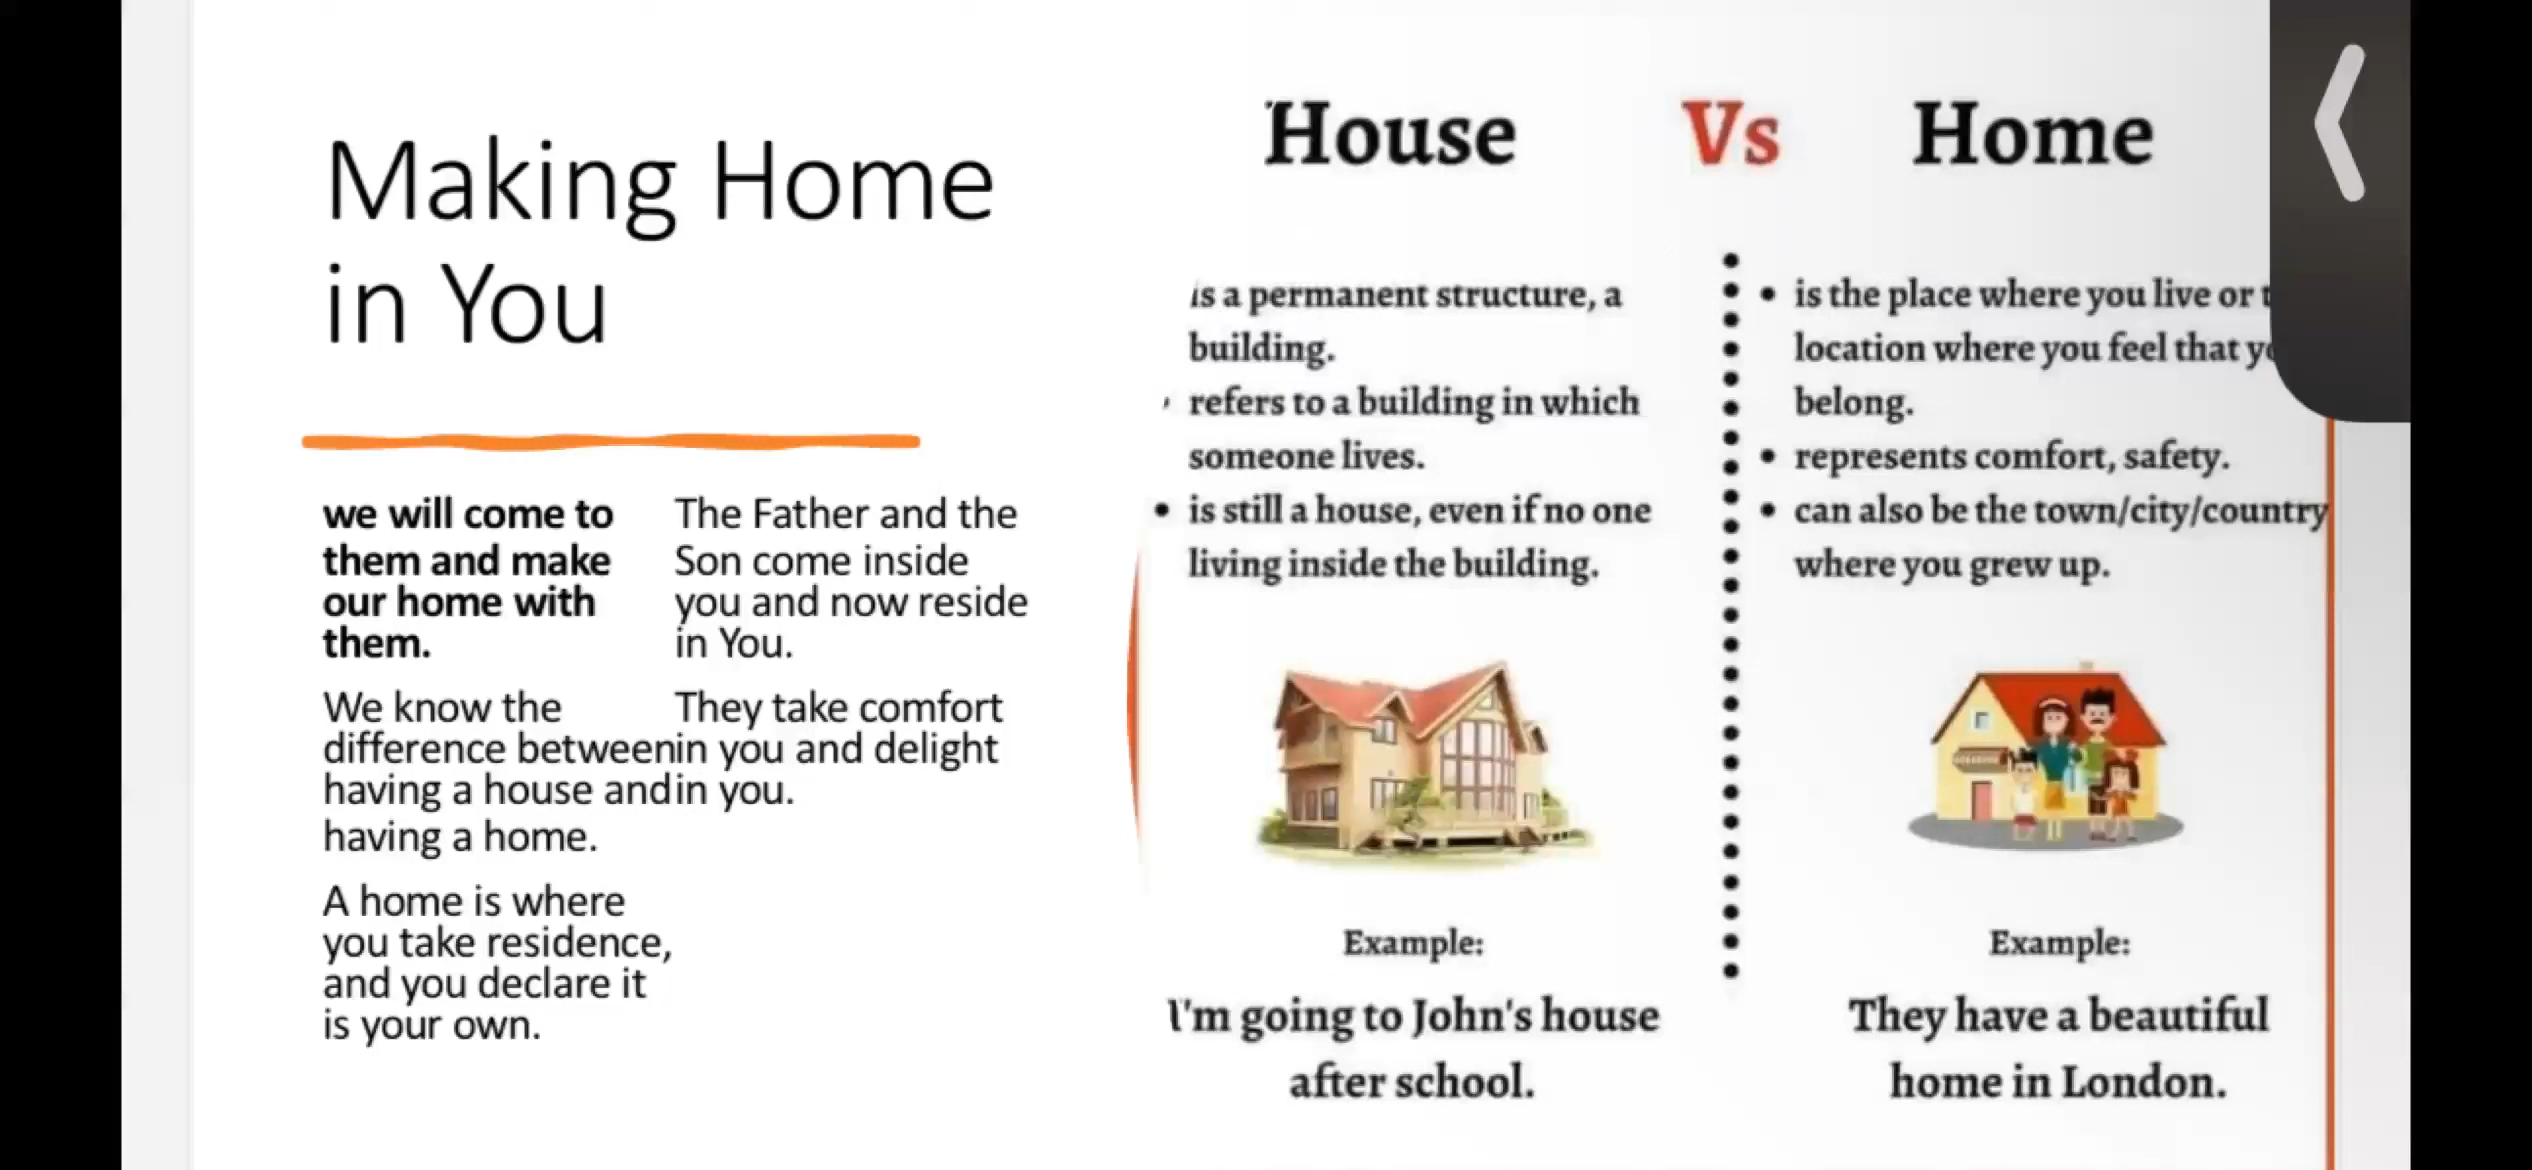 Making Home
in You
we will come to
them and make
our home with
them.
We know the
difference between
having a house and
having a home.
A home is where
you take residence,
and you declare it
is your own.
The Father and the
Son come inside
you and now reside
in You.
They take comfort
in you and delight
in you.
House Vs Home
is a permanent structure, a
building.
refers to a building in which
someone lives.
• is still a house, even if no one
living inside the building.
Example:
I'm going to John's house
after school.
• is the place where you live or
location where you feel that
belong.
• represents comfort, safety.
• can also be the town/city/country
where you grew up.
Example:
They have a beautiful
home in London.